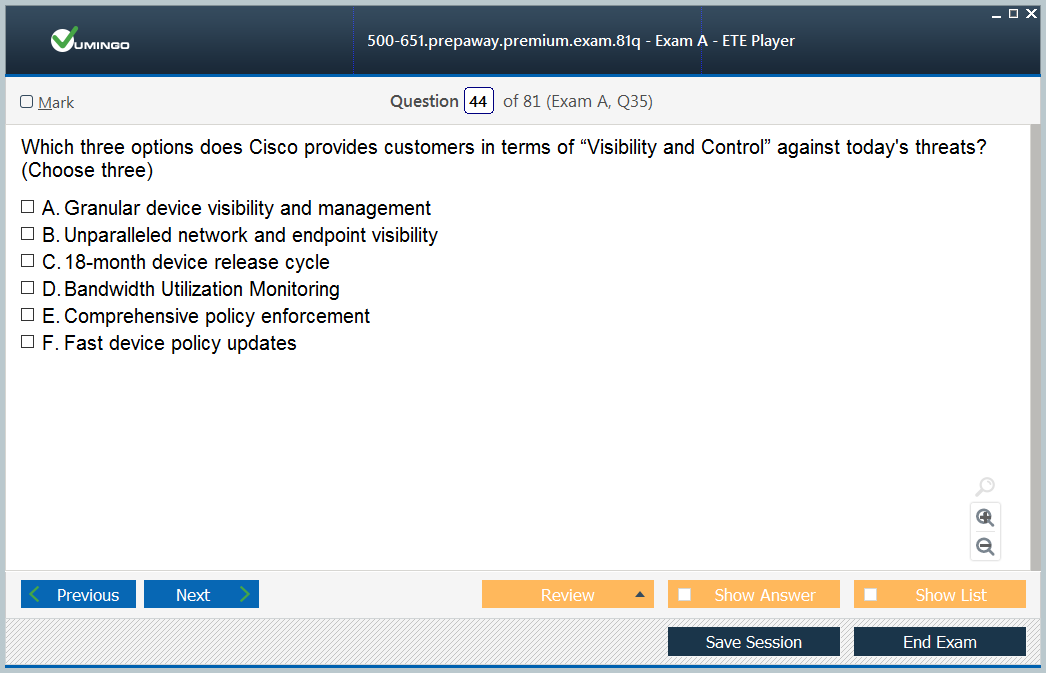 VUMINGO
500-651.prepaway.premium.exam.81q - Exam A - ETE Player
Mark
Question 44 of 81 (Exam A, Q35)
Which three options does Cisco provides customers in terms of “Visibility and Control” against today's threats?
(Choose three)
A. Granular device visibility and management
B. Unparalleled network and endpoint visibility
C. 18-month device release cycle
D. Bandwidth Utilization Monitoring
E. Comprehensive policy enforcement
F. Fast device policy updates
Previous Next Review Show Answer Show List
Save Session End Exam